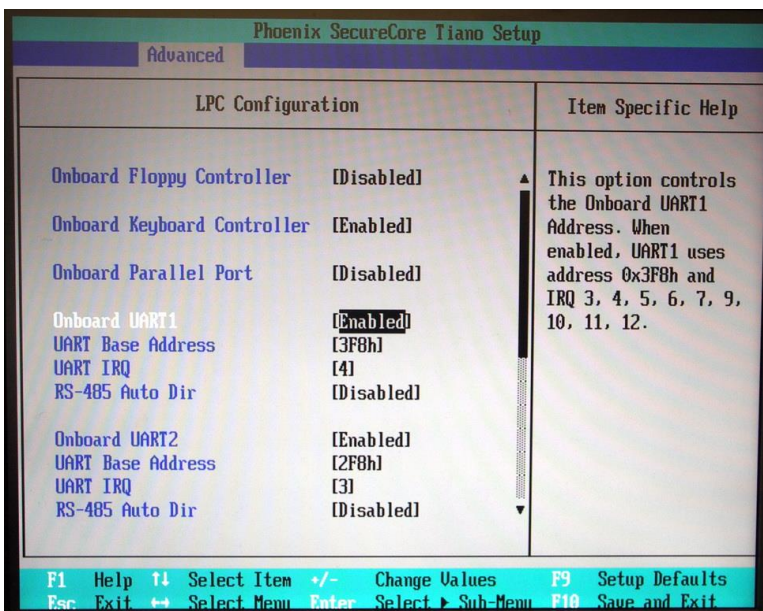 Phoenix SecureCore Tiano Setup
Advanced
LPC Configuration
Item Specific Help
Onboard Floppy Controller [Disabled]
Onboard Keyboard Controller [Enabled]
Onboard Parallel Port [Disabled]
Onboard UART1 [Enabled]
UART Base Address [3F8h]
UART IRQ [4]
RS-485 Auto Dir [Disabled]
Onboard UART2 [Enabled]
UART Base Address [2F8h]
UART IRQ [3]
RS-485 Auto Dir [Disabled]
This option controls
the Onboard UART1
Address. When
enabled, UART1 uses
address 0x3F8h and
IRQ 3, 4, 5, 6, 7, 9,
10, 11, 12.
F1 Help ↑↓ Select Item +/- Change Values F9 Setup Defaults
Esc Exit ↔ Select Menu Enter Select ▶ Sub-Menu F10 Save and Exit